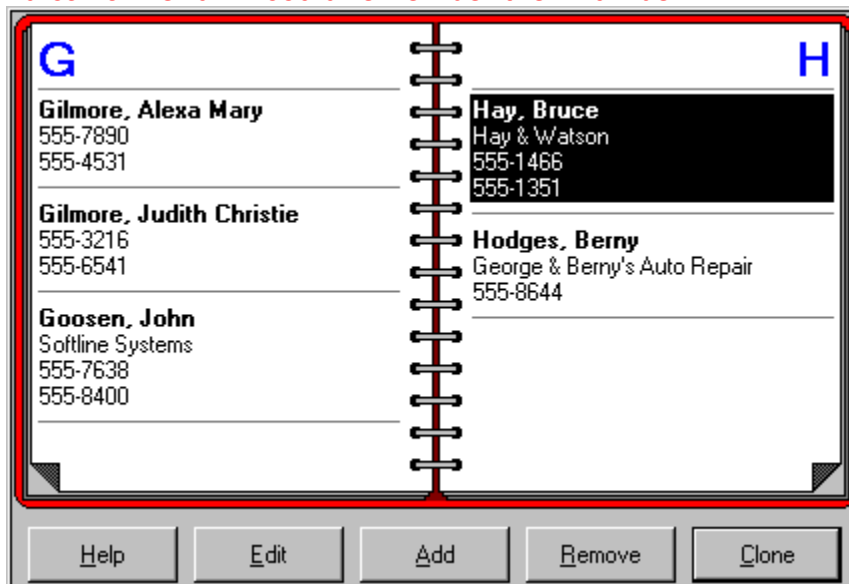 G
Gilmore, Alexa Mary
555-7890
555-4531
Gilmore, Judith Christie
555-3216
555-6541
Goosen, John
Softline Systems
555-7638
555-8400
H
Hay, Bruce
Hay & Watson
555-1466
555-1351
Hodges, Berny
George & Berny's Auto Repair
555-8644
Help Edit Add Remove Clone